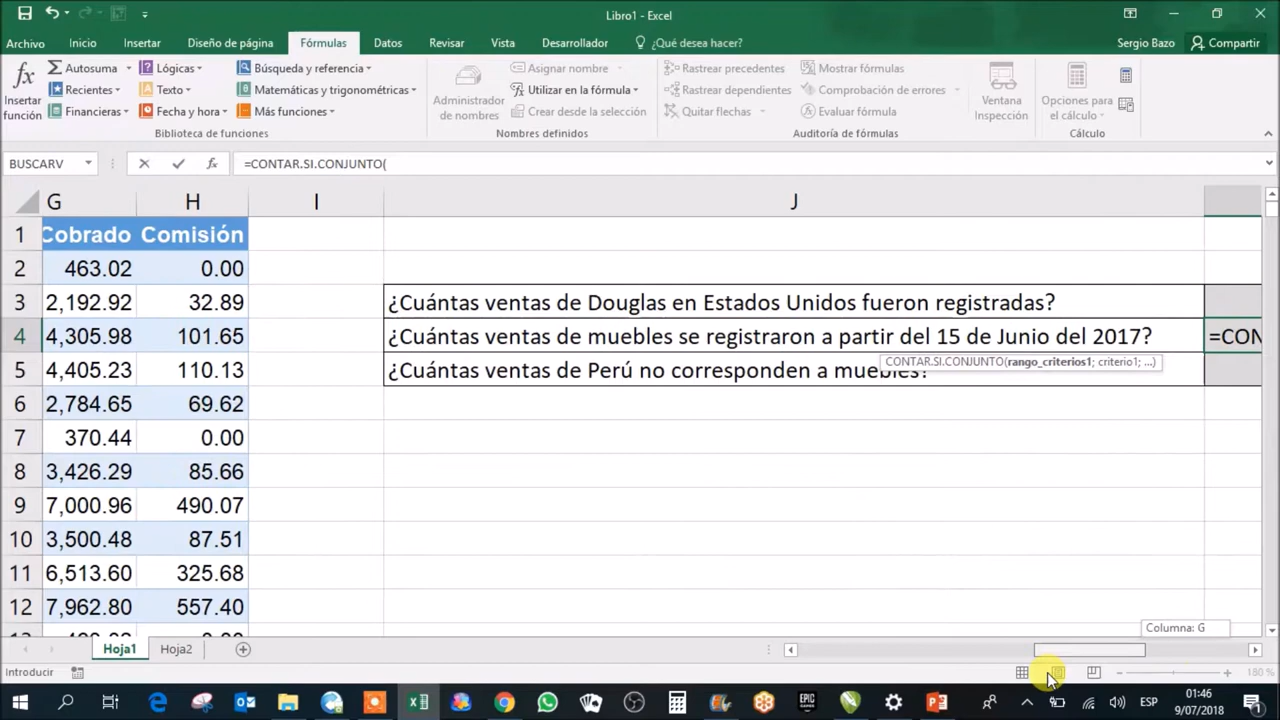 Libro1 - Excel
Archivo Inicio Insertar Diseño de página Fórmulas Datos Revisar Vista Desarrollador ¿Qué desea hacer? Sergio Bazo Compartir
Insertar función
Autosuma Lógicas Búsqueda y referencia
Recientes Texto Matemáticas y trigonométricas
Financieras Fecha y hora Más funciones
Biblioteca de funciones
Administrador de nombres
Asignar nombre
Utilizar en la fórmula
Crear desde la selección
Nombres definidos
Rastrear precedentes Mostrar fórmulas
Rastrear dependientes Comprobación de errores
Quitar flechas Evaluar fórmula
Auditoría de fórmulas
Ventana Inspección
Opciones para el cálculo
Cálculo
BUSCARV fx =CONTAR.SI.CONJUNTO(
G H I J
1 Cobrado Comisión
2 463.02 0.00
3 2,192.92 32.89 ¿Cuántas ventas de Douglas en Estados Unidos fueron registradas?
4 4,305.98 101.65 ¿Cuántas ventas de muebles se registraron a partir del 15 de Junio del 2017? =CON
CONTAR.SI.CONJUNTO(rango_criterios1; criterio1; ...)
5 4,405.23 110.13 ¿Cuántas ventas de Perú no corresponden a muebles?
6 2,784.65 69.62
7 370.44 0.00
8 3,426.29 85.66
9 7,000.96 490.07
10 3,500.48 87.51
11 6,513.60 325.68
12 7,962.80 557.40
Columna: G
Hoja1 Hoja2
Introducir 180 %
ESP 01:46
9/07/2018